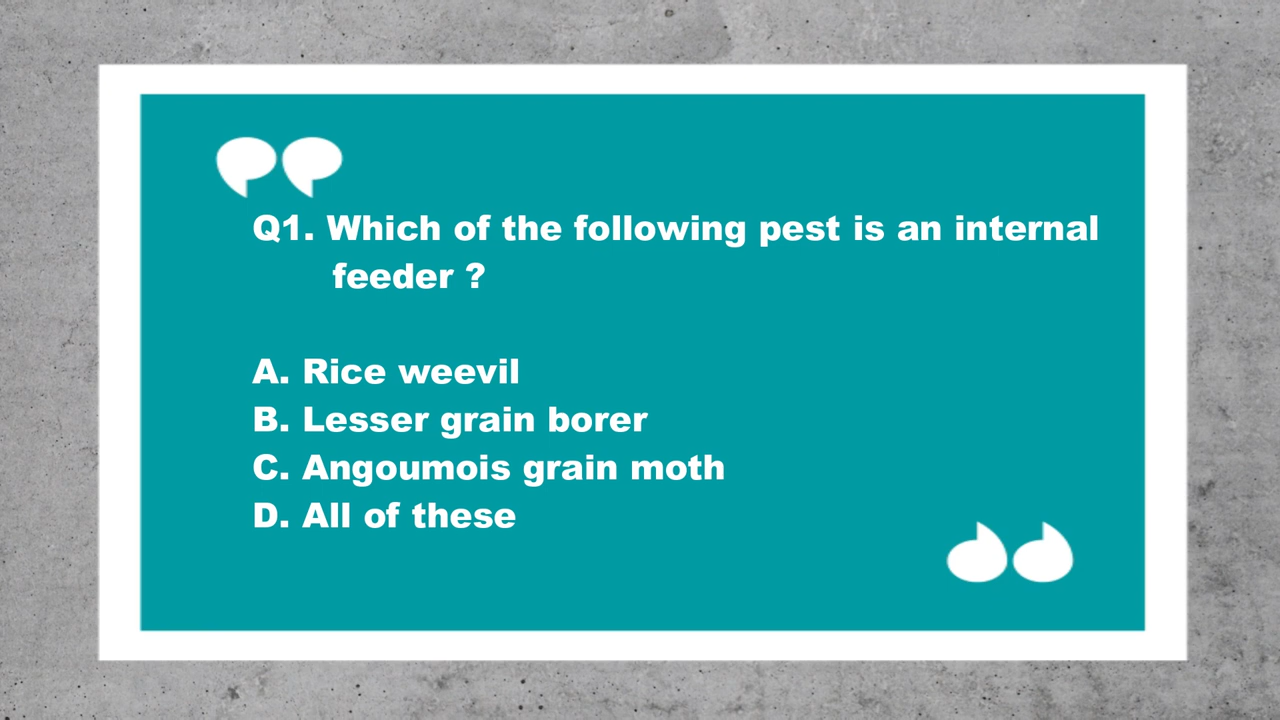 Q1. Which of the following pest is an internal
feeder ?
A. Rice weevil
B. Lesser grain borer
C. Angoumois grain moth
D. All of these